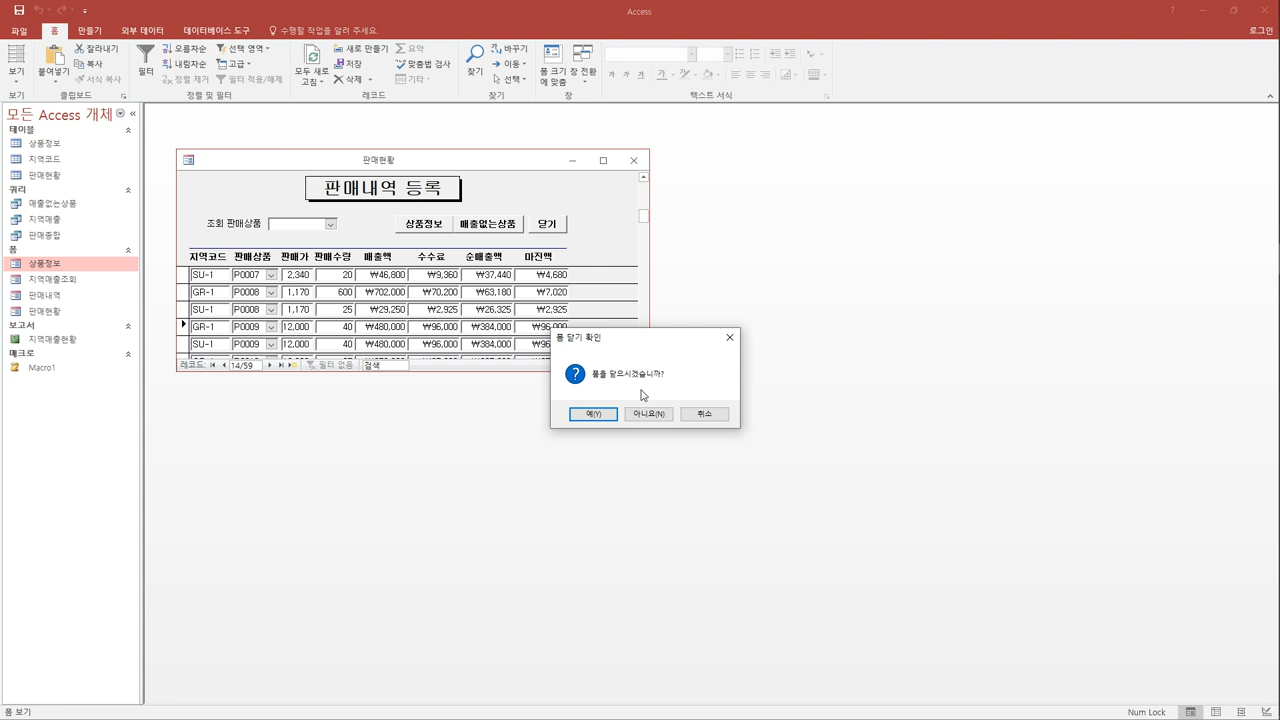 Access
?
로그인
파일 홈 만들기 외부 데이터 데이터베이스 도구 수행할 작업을 알려 주세요.
보기
붙여넣기
잘라내기
복사
서식 복사
필터
오름차순
내림차순
정렬 제거
선택 영역
고급
필터 적용/해제
모두 새로 고침
새로 만들기
저장
삭제
요약
맞춤법 검사
기타
찾기
바꾸기
이동
선택
폼 크기에 맞춤
창 전환
가 가 가
보기 클립보드 정렬 및 필터 레코드 찾기 창 텍스트 서식
모든 Access 개체
테이블
상품정보
지역코드
판매현황
쿼리
매출없는상품
지역매출
판매종합
폼
상품정보
지역매출조회
판매내역
판매현황
보고서
지역매출현황
매크로
Macro1
판매현황
판매내역 등록
조회 판매상품 상품정보 매출없는상품 닫기
지역코드 판매상품 판매가 판매수량 매출액 수수료 순매출액 마진액
SU-1 P0007 2,340 20 ₩46,800 ₩9,360 ₩37,440 ₩4,680
GR-1 P0008 1,170 600 ₩702,000 ₩70,200 ₩63,180 ₩7,020
SU-1 P0008 1,170 25 ₩29,250 ₩2,925 ₩26,325 ₩2,925
GR-1 P0009 12,000 40 ₩480,000 ₩96,000 ₩384,000 ₩96,000
SU-1 P0009 12,000 40 ₩480,000 ₩96,000 ₩384,000 ₩96
레코드: 14/59 필터 없음 검색
폼 닫기 확인
폼을 닫으시겠습니까?
예(Y) 아니요(N) 취소
폼 보기 Num Lock